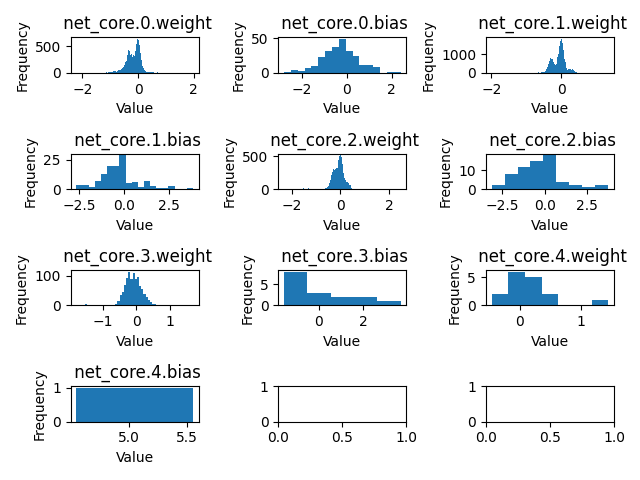 net_core.0.weight
net_core.0.bias
net_core.1.weight
Frequency
500
0
−2
0
2
Value
Frequency
50
0
−2
0
2
Value
Frequency
1000
0
−2
0
Value
net_core.1.bias
net_core.2.weight
net_core.2.bias
Frequency
25
0
−2.5
0.0
2.5
Value
Frequency
500
0
−2
0
2
Value
Frequency
10
0
−2.5
0.0
2.5
Value
net_core.3.weight
net_core.3.bias
net_core.4.weight
Frequency
100
0
−1
0
1
Value
Frequency
5
0
0
2
Value
Frequency
5
0
0
1
Value
net_core.4.bias
Frequency
1
0
5.0
5.5
Value
1
0
0.0
0.5
1.0
1
0
0.0
0.5
1.0